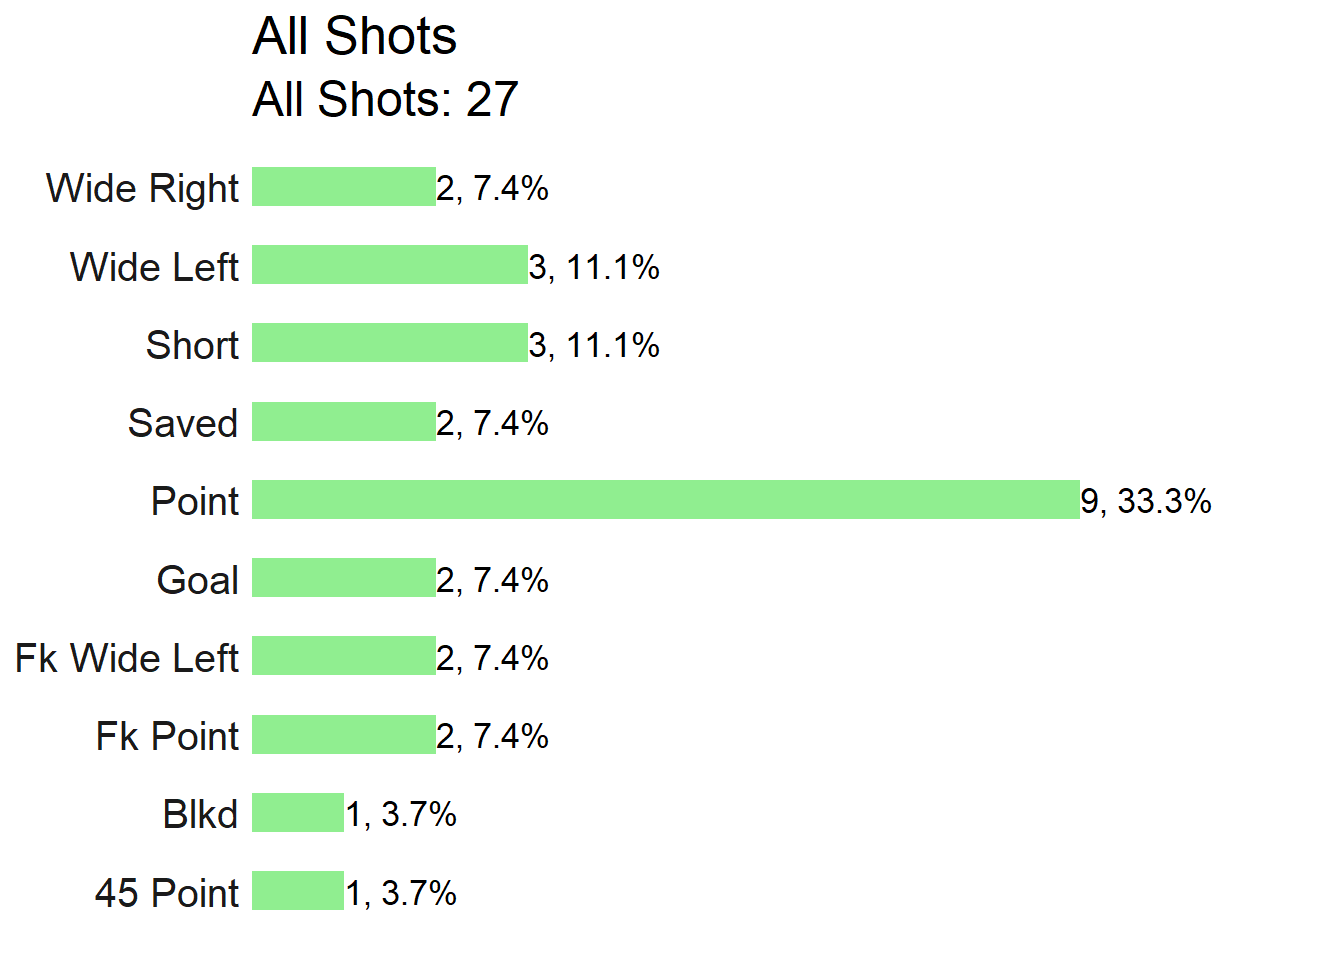 All Shots
All Shots: 27
Wide Right 2, 7.4%
Wide Left 3, 11.1%
Short 3, 11.1%
Saved 2, 7.4%
Point 9, 33.3%
Goal 2, 7.4%
Fk Wide Left 2, 7.4%
Fk Point 2, 7.4%
Blkd 1, 3.7%
45 Point 1, 3.7%